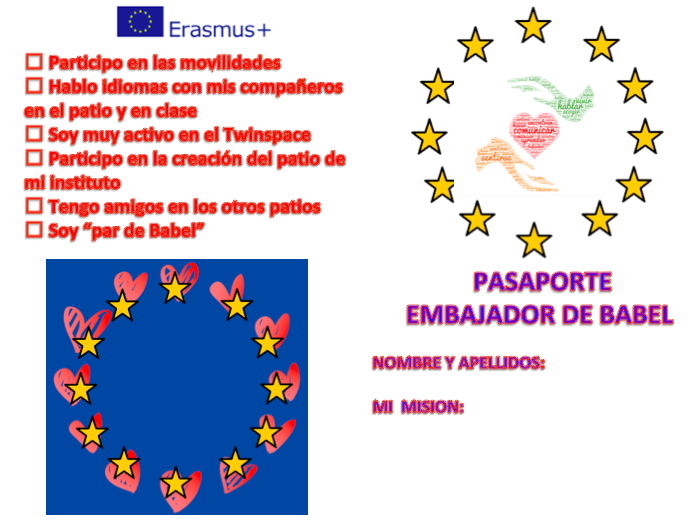 Erasmus+
☐ Participo en las movilidades
☐ Hablo idiomas con mis compañeros
en el patio y en clase
☐ Soy muy activo en el Twinspace
☐ Participo en la creación del patio de
mi instituto
☐ Tengo amigos en los otros patios
☐ Soy “par de Babel”
hablar
comunicar
sentirse
PASAPORTE
EMBAJADOR DE BABEL
NOMBRE Y APELLIDOS:
MI MISION: